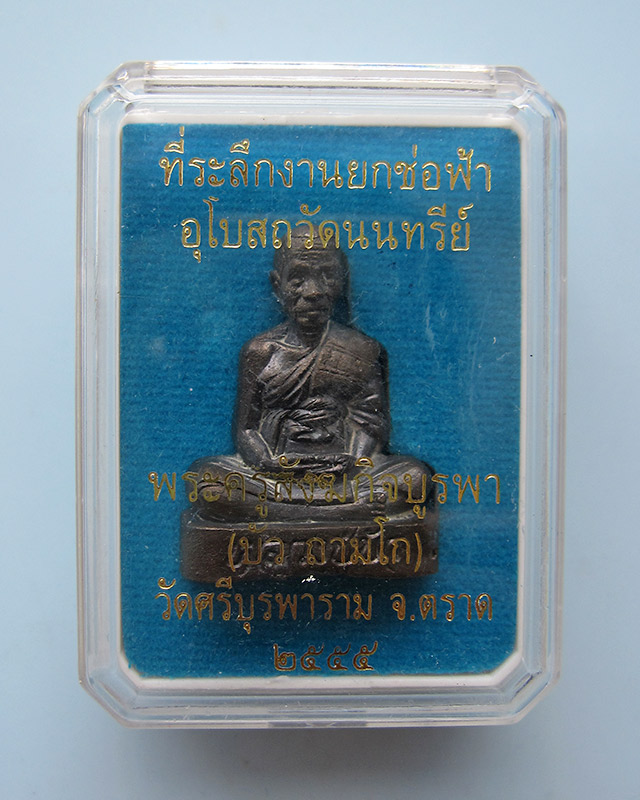 ที่ระลึกงานยกช่อฟ้า
อุโบสถวัดนนทรีย์
พระครูสังฆกิจบูรพา
(บัว ถามโก)
วัดศรีบุรพาราม จ.ตราด
๒๕๕๕